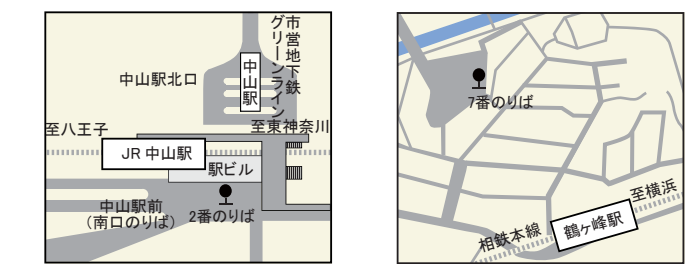 市営地下鉄
グリーンライン
中山駅
中山駅北口
至八王子
至東神奈川
JR 中山駅
駅ビル
中山駅前
（南口のりば）
2番のりば
7番のりば
至横浜
鶴ヶ峰駅
相鉄本線